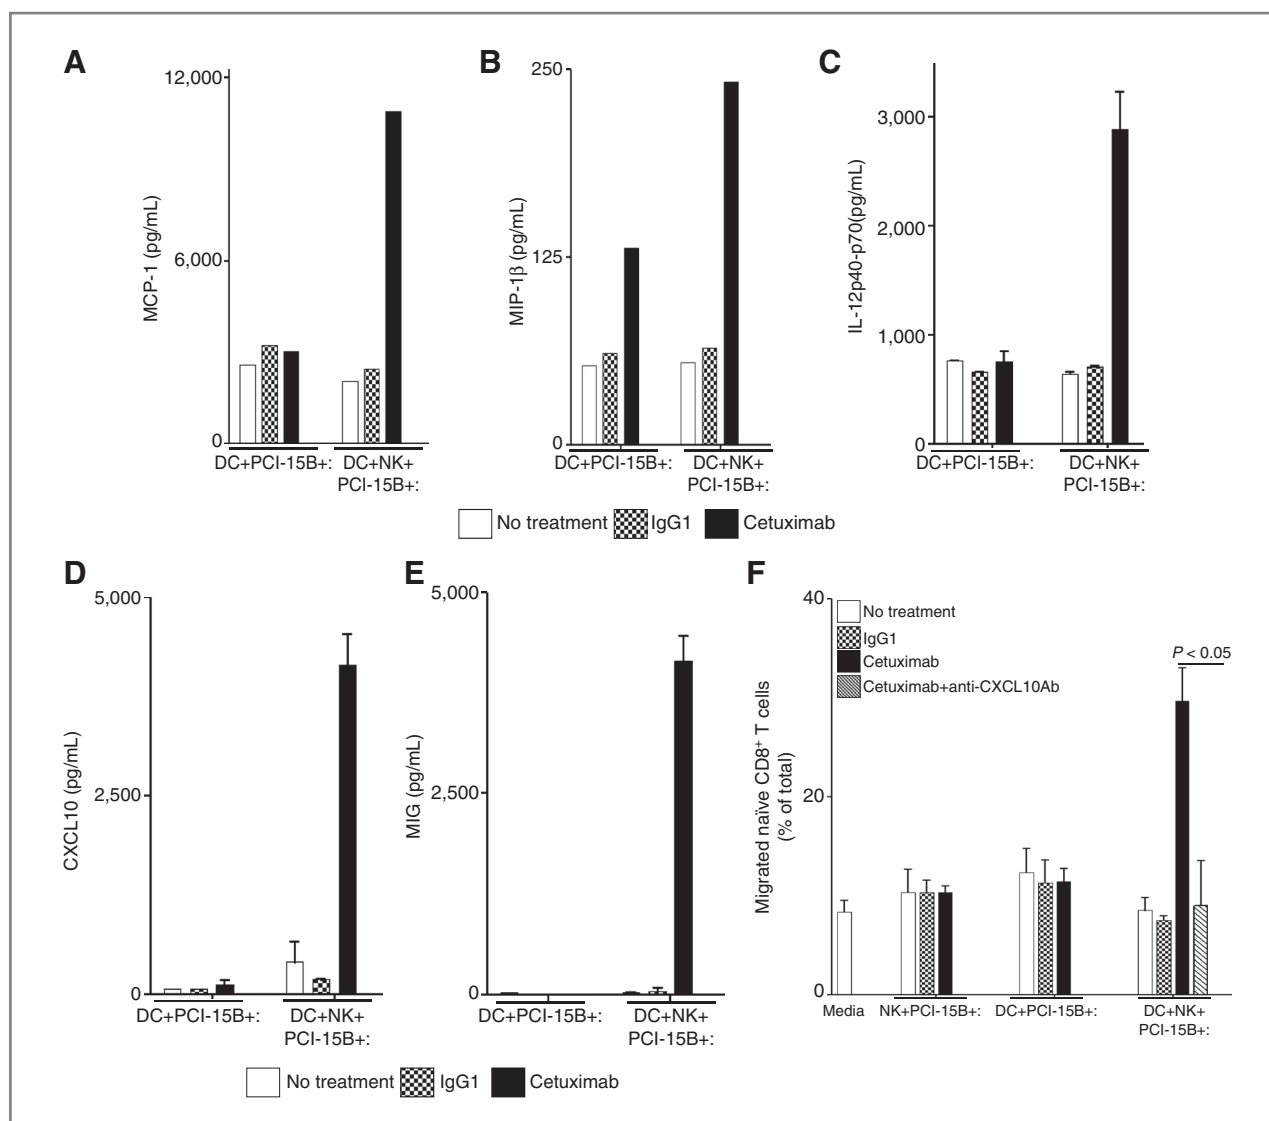 A
MCP-1 (pg/mL)
12,000
6,000
0
DC+PCI-15B+:
DC+NK+
PCI-15B+:
B
MIP-1β (pg/mL)
250
125
0
DC+PCI-15B+:
DC+NK+
PCI-15B+:
C
IL-12p40-p70(pg/mL)
3,000
2,000
1,000
0
DC+PCI-15B+:
DC+NK+
PCI-15B+:
No treatment IgG1 Cetuximab
D
CXCL10 (pg/mL)
5,000
2,500
0
DC+PCI-15B+:
DC+NK+
PCI-15B+:
E
MIG (pg/mL)
5,000
2,500
0
DC+PCI-15B+:
DC+NK+
PCI-15B+:
No treatment IgG1 Cetuximab
F
Migrated naïve CD8⁺ T cells
(% of total)
40
20
0
No treatment
IgG1
Cetuximab
Cetuximab+anti-CXCL10Ab
P < 0.05
Media
NK+PCI-15B+:
DC+PCI-15B+:
DC+NK+
PCI-15B+: